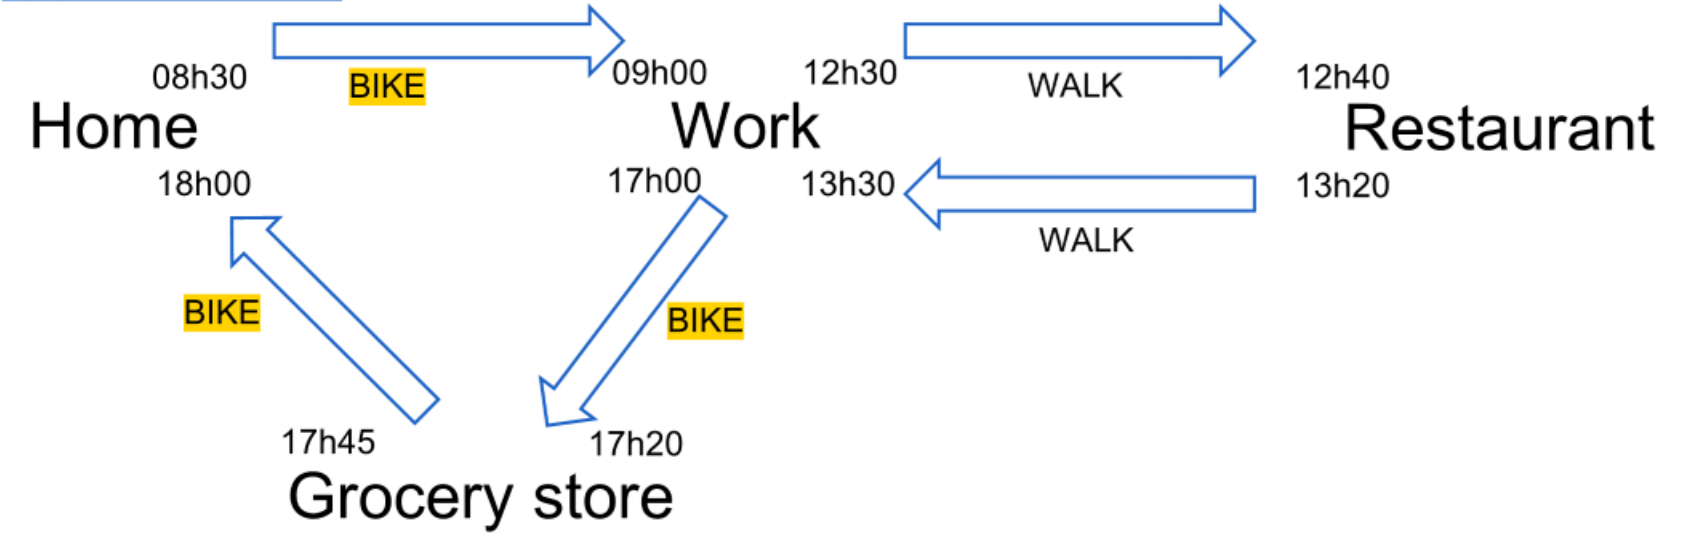 08h30
BIKE
09h00
12h30
WALK
12h40
Home
Work
Restaurant
18h00
17h00
13h30
13h20
WALK
BIKE
BIKE
17h45
17h20
Grocery store